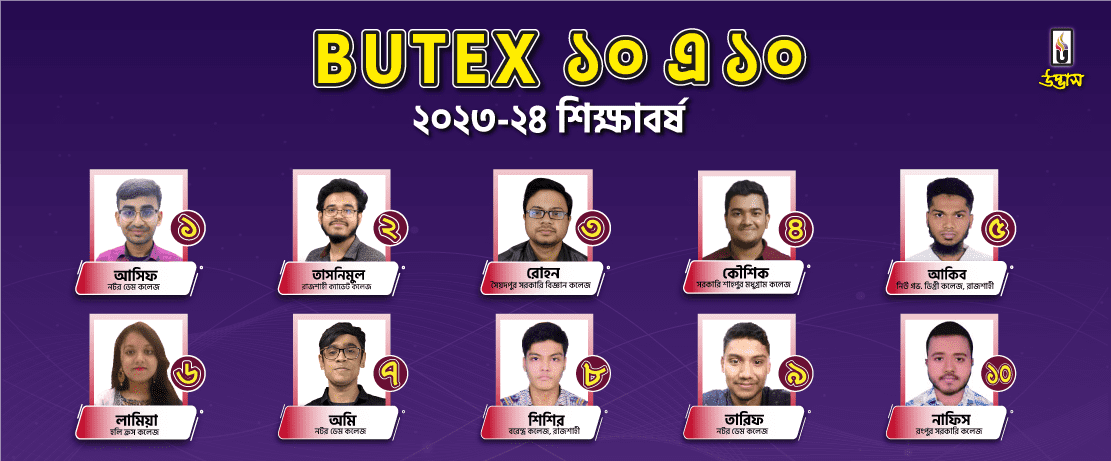 BUTEX ১০ এ ১০
২০২৩-২৪ শিক্ষাবর্ষ
U
উদ্ভাস
১
২
৩
৪
৫
আসিফ
নটর ডেম কলেজ
তাসনিমুল
রাজশাহী ক্যাডেট কলেজ
রোহন
সৈয়দপুর সরকারি বিজ্ঞান কলেজ
কৌশিক
সরকারি শাহপুর মধুগ্রাম কলেজ
আকিব
নিউ গভ. ডিগ্রী কলেজ, রাজশাহী
৬
৭
৮
৯
১০
লামিয়া
হলি ক্রস কলেজ
অমি
নটর ডেম কলেজ
শিশির
বরেন্দ্র কলেজ, রাজশাহী
তারিফ
নটর ডেম কলেজ
নাফিস
রংপুর সরকারি কলেজ